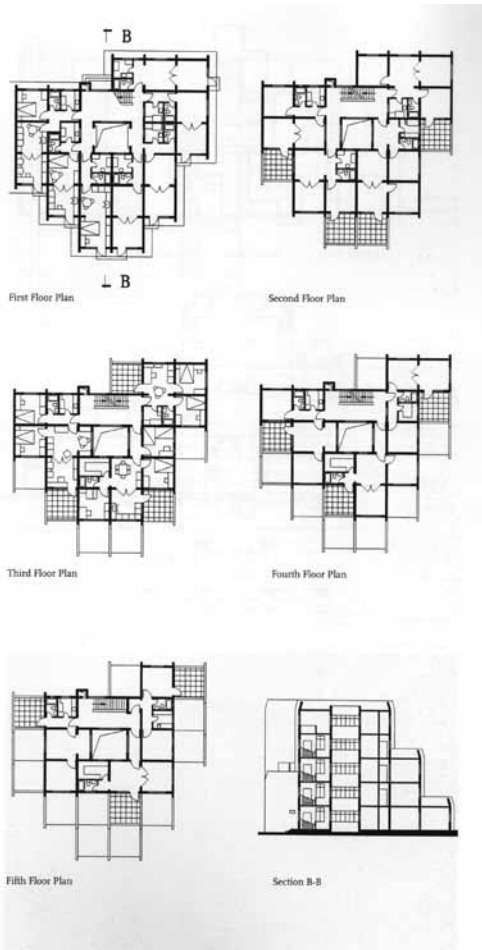 B
B
First Floor Plan
Second Floor Plan
Third Floor Plan
Fourth Floor Plan
Fifth Floor Plan
Section B-B